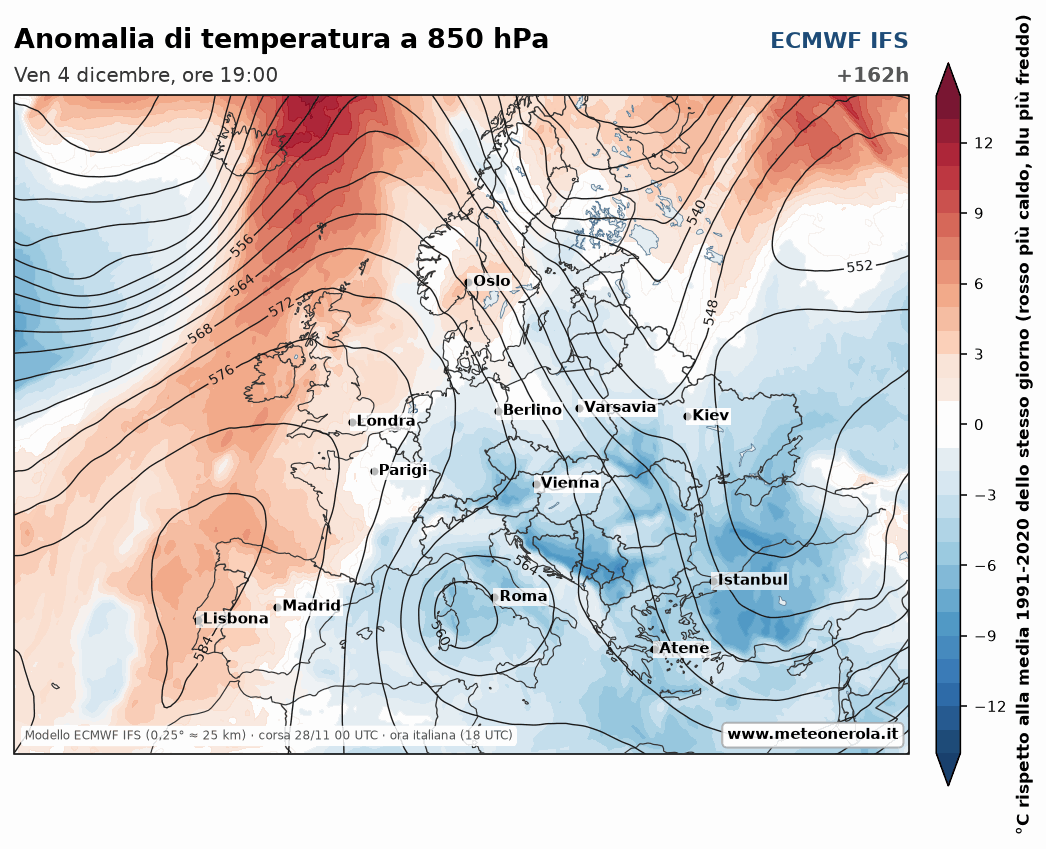 Anomalia di temperatura a 850 hPa
ECMWF IFS
Ven 4 dicembre, ore 19:00
+162h
540
556
552
564
572
548
568
576
Oslo
Berlino
Varsavia
Kiev
Londra
Parigi
Vienna
564
Istanbul
Roma
Madrid
Lisbona
560
584
Atene
Modello ECMWF IFS (0,25° ≈ 25 km) · corsa 28/11 00 UTC · ora italiana (18 UTC)
www.meteonerola.it
12
9
6
3
0
−3
−6
−9
−12
°C rispetto alla media 1991-2020 dello stesso giorno (rosso più caldo, blu più freddo)